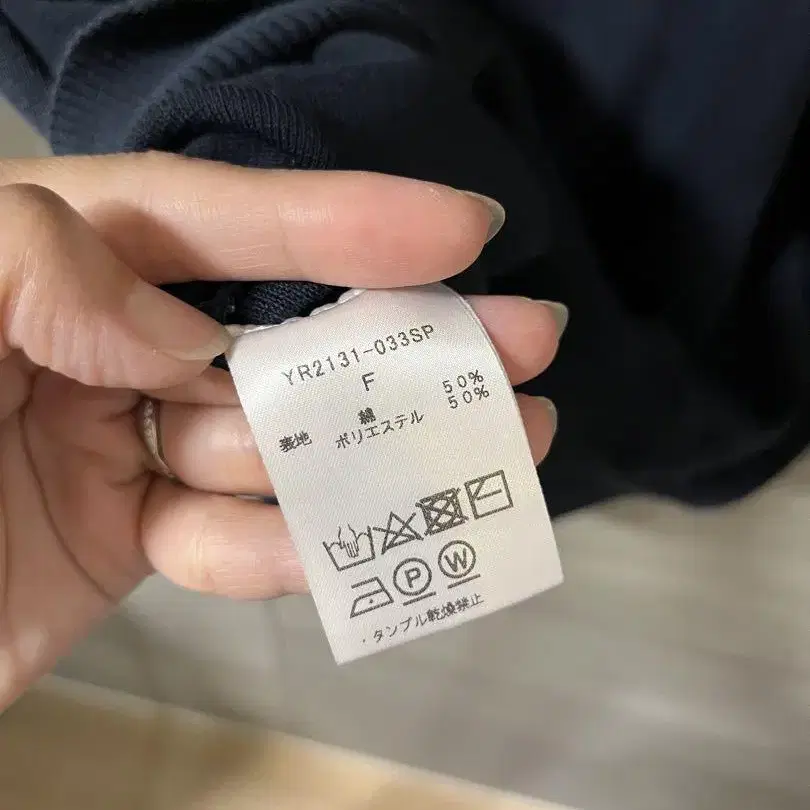 YR2131-033SP
F
表地 綿 50%
ポリエステル 50%
P W
・タンブル乾燥禁止